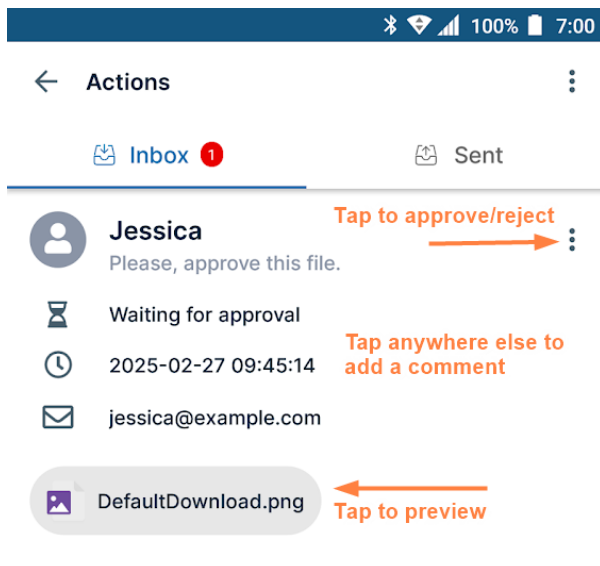 100% 7:00
Actions
Inbox 1 Sent
Tap to approve/reject
Jessica
Please, approve this file.
Waiting for approval
Tap anywhere else to
add a comment
2025-02-27 09:45:14
jessica@example.com
DefaultDownload.png
Tap to preview